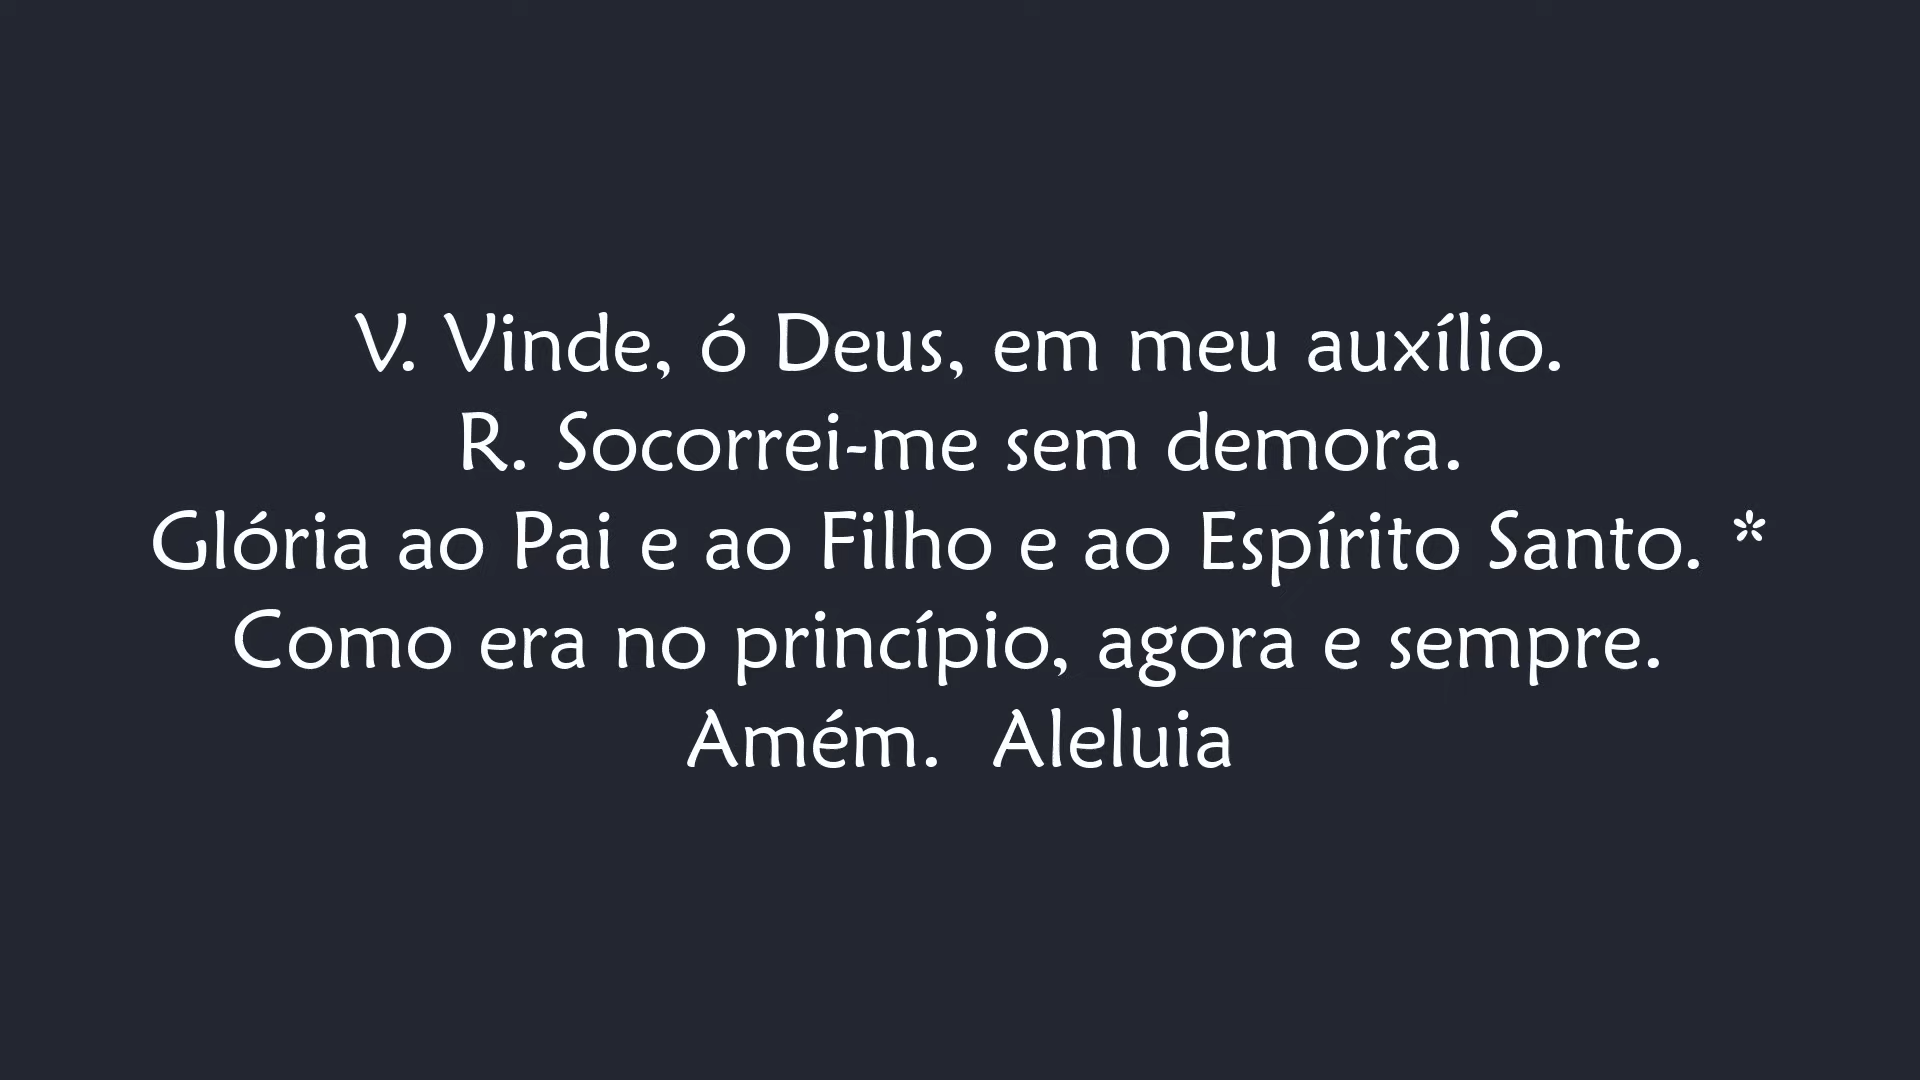 V. Vinde, ó Deus, em meu auxílio.
R. Socorrei-me sem demora.
Glória ao Pai e ao Filho e ao Espírito Santo. *
Como era no princípio, agora e sempre.
Amém.  Aleluia